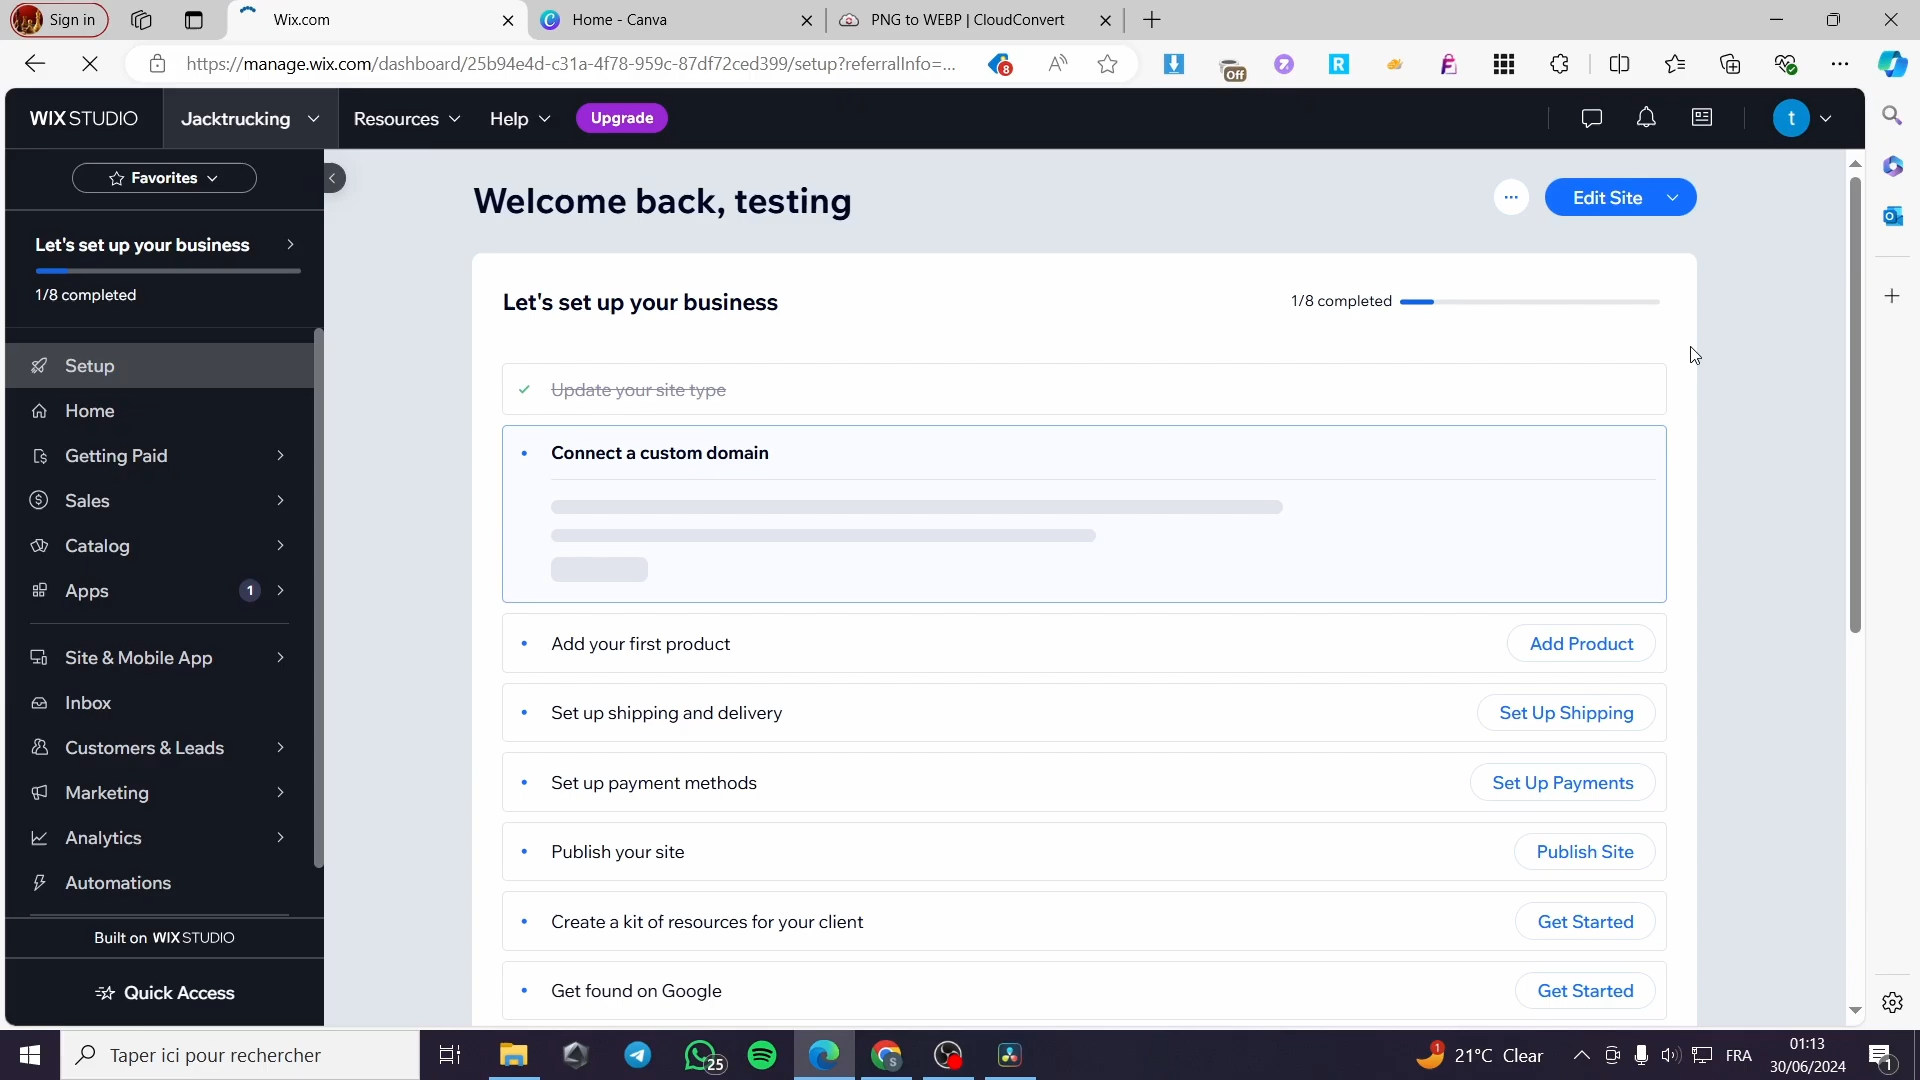 Sign in
Wix.com
Home - Canva
PNG to WEBP | CloudConvert
https://manage.wix.com/dashboard/25b94e4d-c31a-4f78-959c-87df72ced399/setup?referralInfo=...
8
Off
WIX STUDIO
Jacktrucking
Resources
Help
Upgrade
t
Favorites
Let's set up your business
1/8 completed
Setup
Home
Getting Paid
Sales
Catalog
Apps
1
Site & Mobile App
Inbox
Customers & Leads
Marketing
Analytics
Automations
Built on WIX STUDIO
Quick Access
Welcome back, testing
Edit Site
Let's set up your business
1/8 completed
Update your site type
Connect a custom domain
Add your first product
Add Product
Set up shipping and delivery
Set Up Shipping
Set up payment methods
Set Up Payments
Publish your site
Publish Site
Create a kit of resources for your client
Get Started
Get found on Google
Get Started
Taper ici pour rechercher
25
1
21°C Clear
FRA
01:13
30/06/2024
1